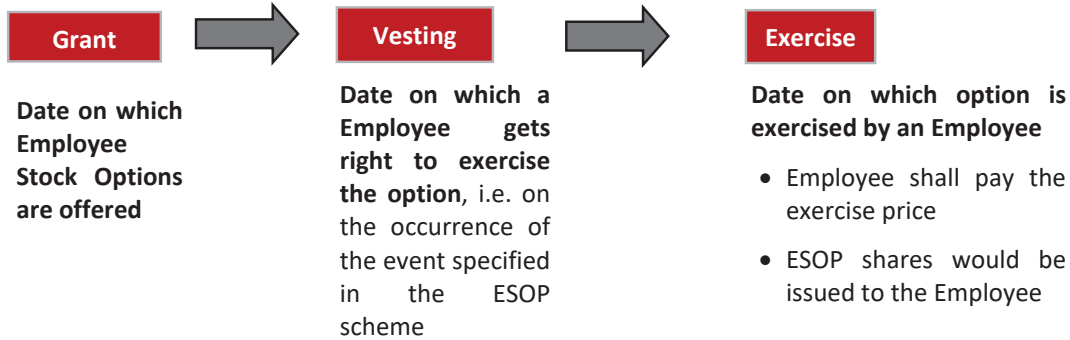 Grant
Date on which
Employee
Stock Options
are offered
Vesting
Date on which a
Employee gets
right to exercise
the option, i.e. on
the occurrence of
the event specified
in the ESOP
scheme
Exercise
Date on which option is
exercised by an Employee
• Employee shall pay the
exercise price
• ESOP shares would be
issued to the Employee